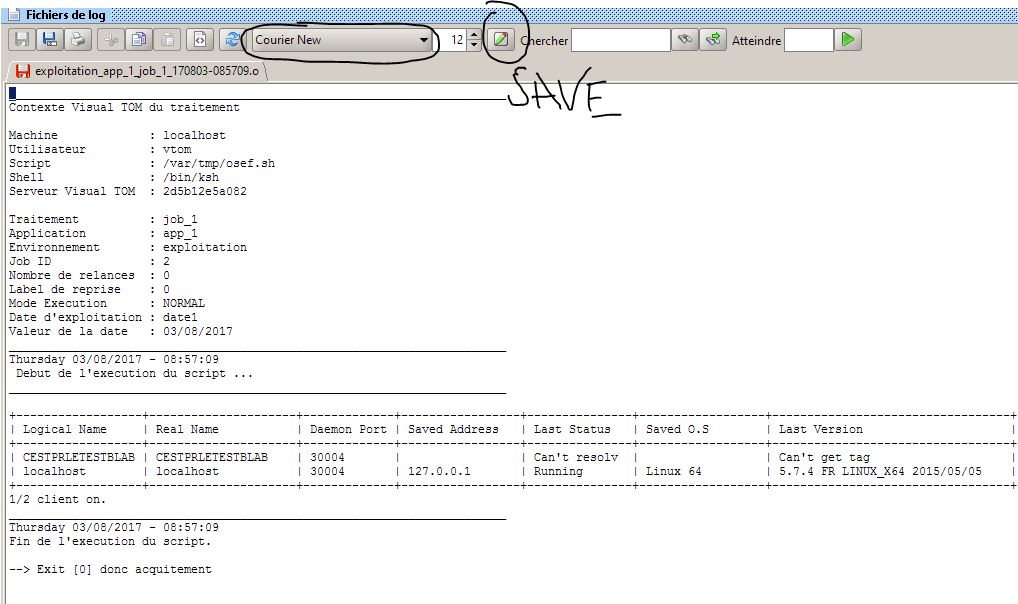 Fichiers de log
Courier New 12 Chercher Atteindre
exploitation_app_1_job_1_170803-085709.o
SAVE
Contexte Visual TOM du traitement
Machine : localhost
Utilisateur : vtom
Script : /var/tmp/osef.sh
Shell : /bin/ksh
Serveur Visual TOM : 2d5b12e5a082
Traitement : job_1
Application : app_1
Environnement : exploitation
Job ID : 2
Nombre de relances : 0
Label de reprise : 0
Mode Execution : NORMAL
Date d'exploitation : date1
Valeur de la date : 03/08/2017
Thursday 03/08/2017 - 08:57:09
Debut de l'execution du script ...
| Logical Name | Real Name | Daemon Port | Saved Address | Last Status | Saved O.S | Last Version |
| CESTPRLETESTBLAB | CESTPRLETESTBLAB | 30004 | | Can't resolv | | Can't get tag |
| localhost | localhost | 30004 | 127.0.0.1 | Running | Linux 64 | 5.7.4 FR LINUX_X64 2015/05/05 |
1/2 client on.
Thursday 03/08/2017 - 08:57:09
Fin de l'execution du script.
--> Exit [0] donc acquitement